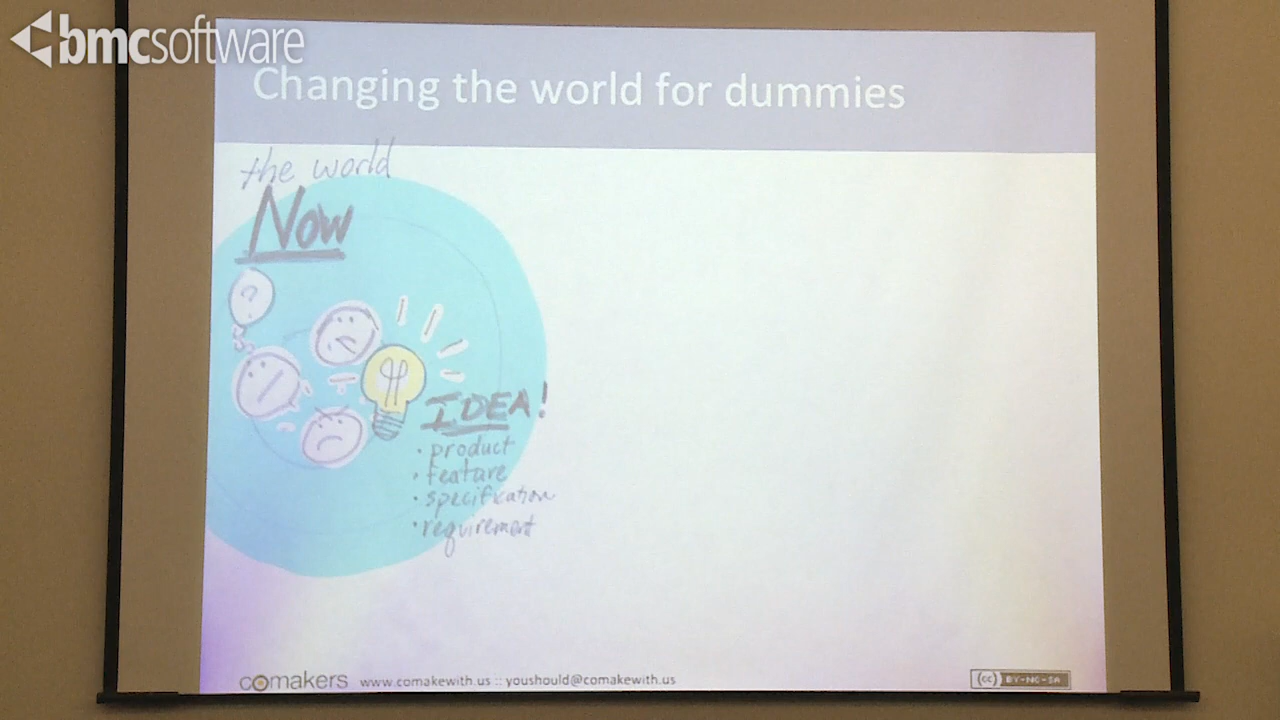 bmcsoftware
Changing the world for dummies
the world
Now
?
IDEA!
• product
• feature
• specification
• requirement
comakers www.comakewith.us :: youshould@comakewith.us
(cc) BY-NC-SA